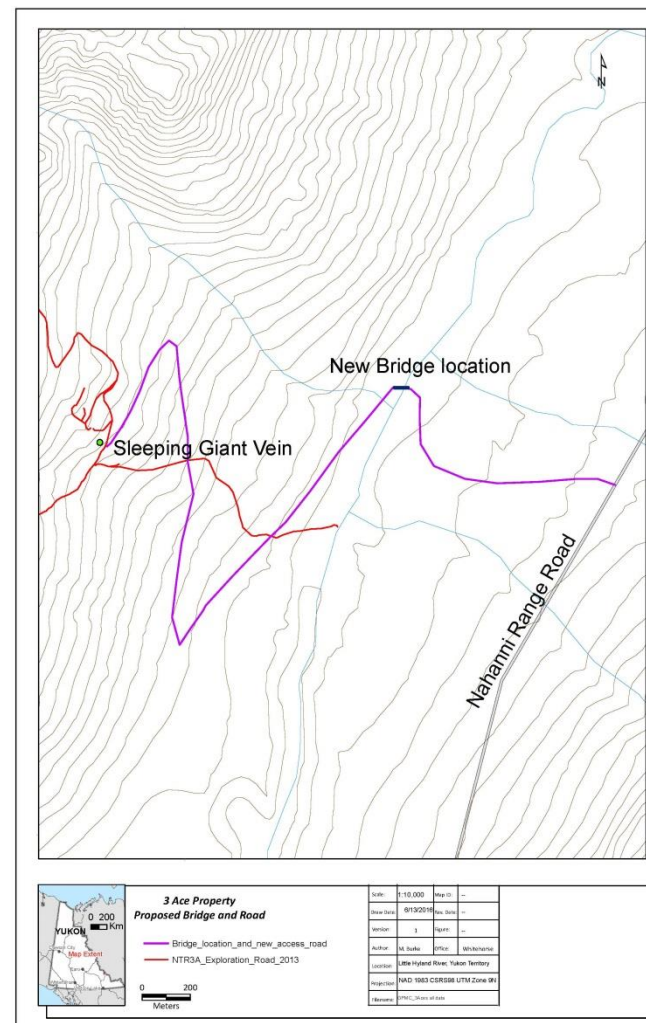 N
New Bridge location
Sleeping Giant Vein
Nahanni Range Road
YUKON
0 200
Km
Map Extent
3 Ace Property
Proposed Bridge and Road
Bridge_location_and_new_access_road
NTR3A_Exploration_Road_2013
0 200
Meters
Scale: 1:10,000 Map ID: --
Draw Date: Rev. Date: --
Version: 1 Figure: --
Author: M. Burke Office: Whitehorse
Location: Little Hyland River, Yukon Territory
Projection: NAD 1983 CSRS98 UTM Zone 9N
Filename: